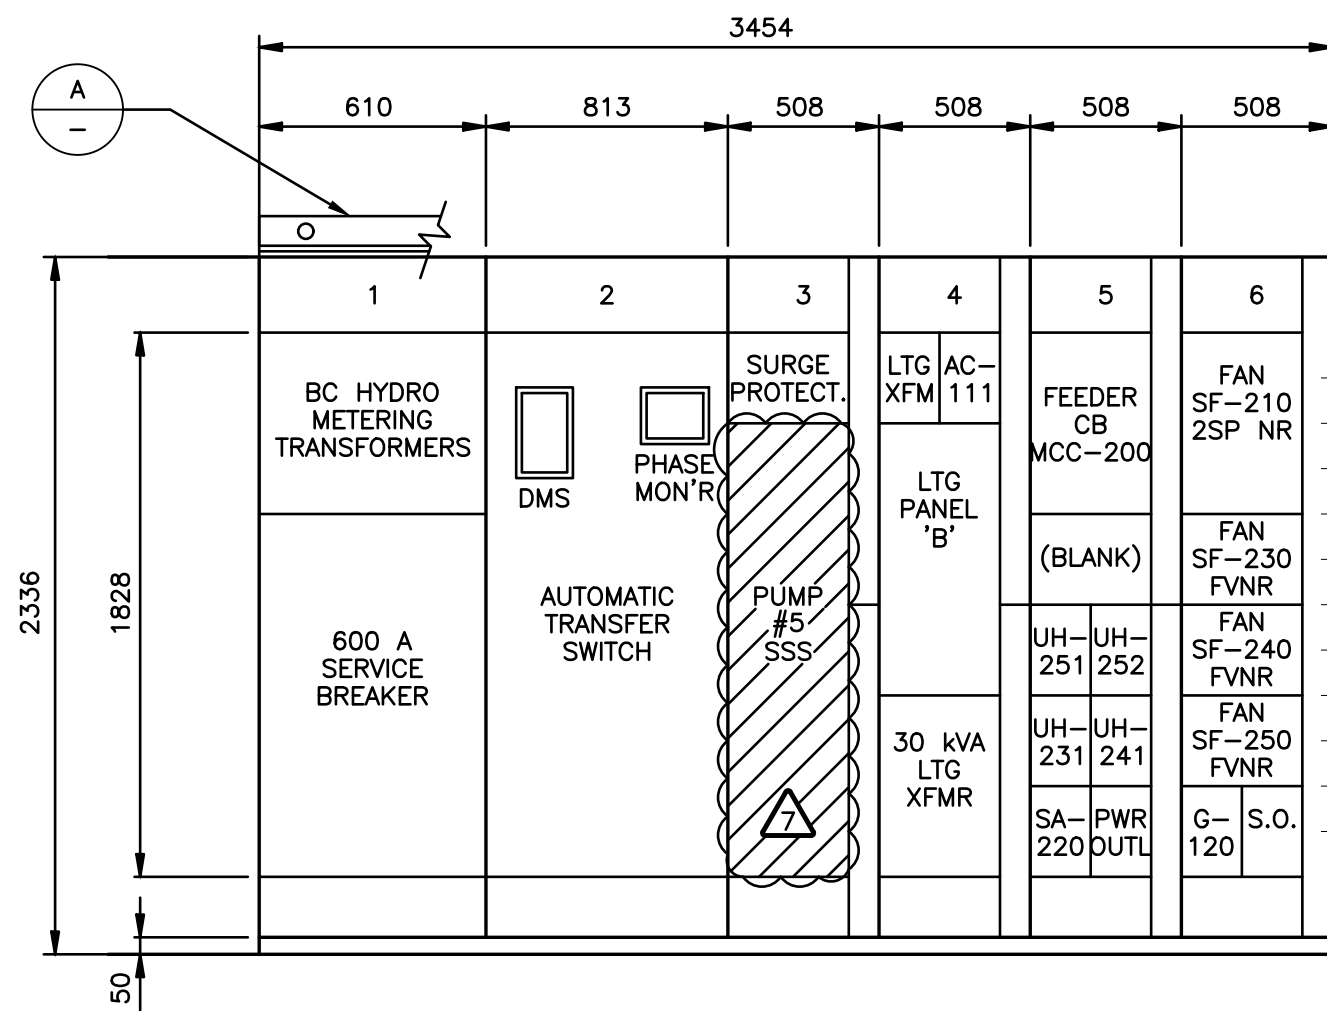 3454
A
–
610
813
508
508
508
508
1
2
3
4
5
6
BC HYDRO
METERING
TRANSFORMERS
600 A
SERVICE
BREAKER
DMS
PHASE
MON'R
AUTOMATIC
TRANSFER
SWITCH
SURGE
PROTECT.
PUMP
#5
SSS
7
LTG
XFM
AC–
111
LTG
PANEL
'B'
30 kVA
LTG
XFMR
FEEDER
CB
MCC–200
(BLANK)
UH–
251
UH–
252
UH–
231
UH–
241
SA–
220
PWR
OUTL
FAN
SF–210
2SP NR
FAN
SF–230
FVNR
FAN
SF–240
FVNR
FAN
SF–250
FVNR
G–
120
S.O.
2336
1828
50